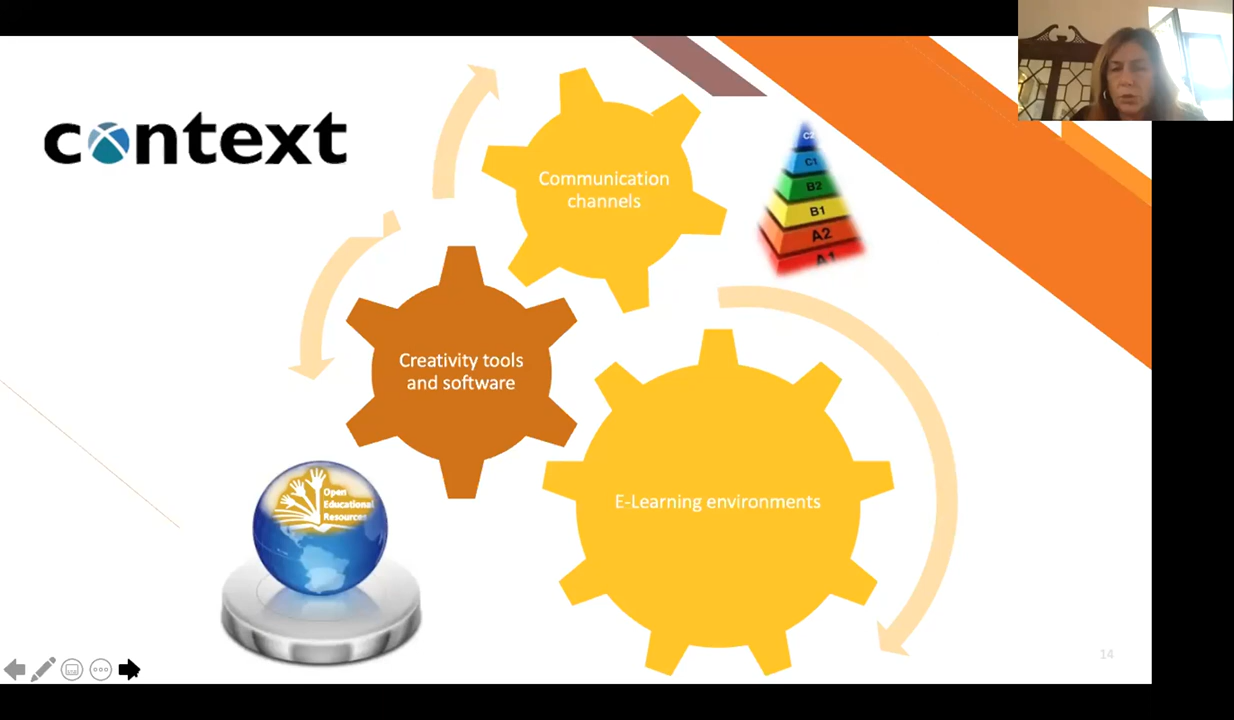 context
Communication
channels
C2
C1
B2
B1
A2
A1
Creativity tools
and software
E-Learning environments
Open
Educational
Resources
14